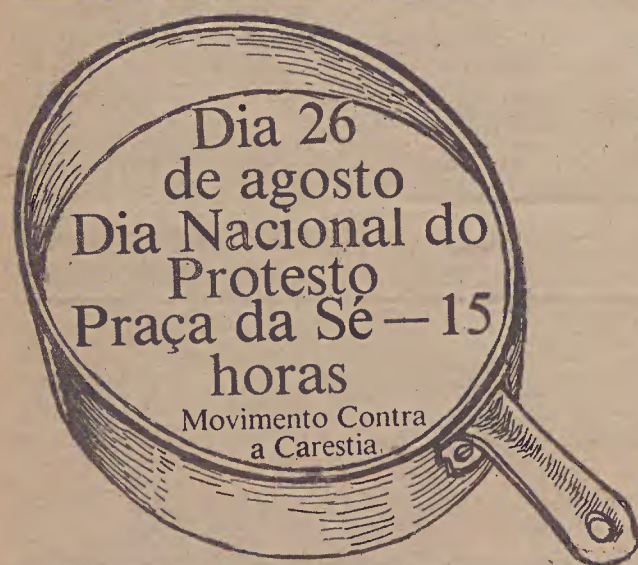 Dia 26
de agosto
Dia Nacional do
Protesto
Praça da Sé — 15
horas
Movimento Contra
a Carestia